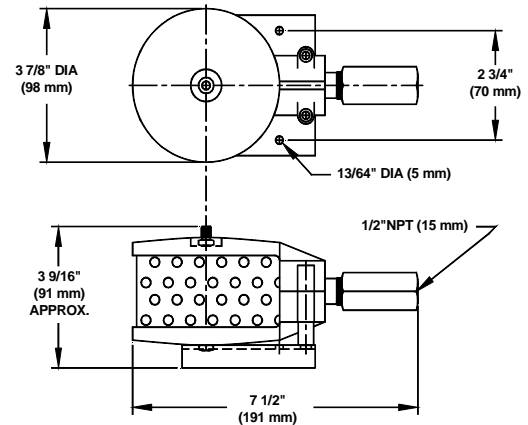 3 7/8" DIA
(98 mm)
2 3/4"
(70 mm)
13/64" DIA (5 mm)
1/2"NPT (15 mm)
3 9/16"
(91 mm)
APPROX.
7 1/2"
(191 mm)